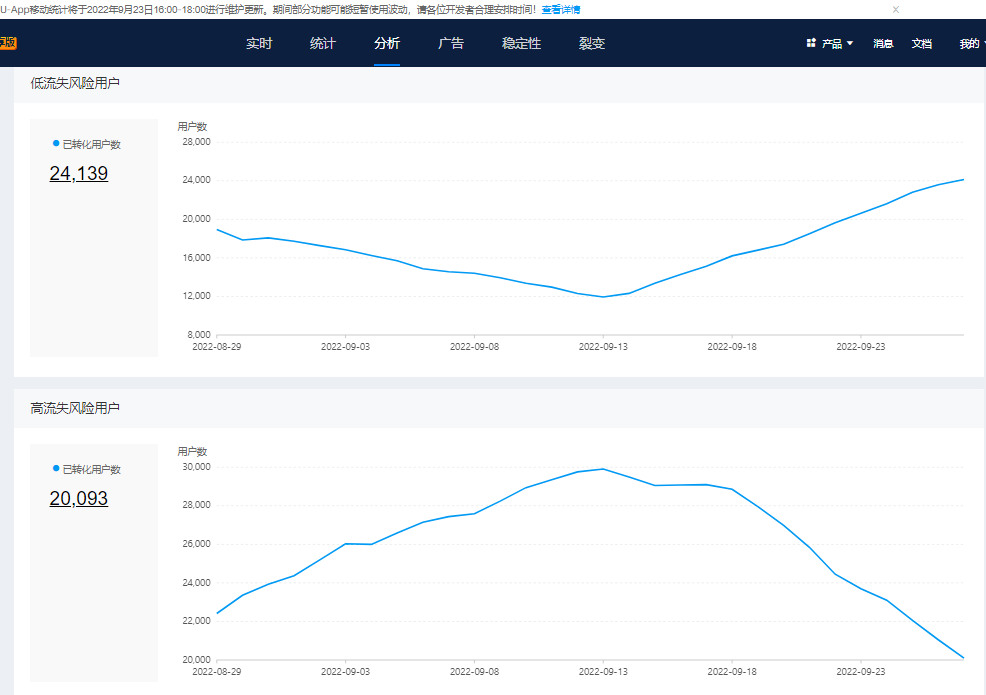 U-App移动统计将于2022年9月23日16:00-18:00进行维护更新。期间部分功能可能短暂使用波动，请各位开发者合理安排时间！查看详情 X
实时 统计 分析 广告 稳定性 裂变 产品 消息 文档 我的
低流失风险用户
已转化用户数
24,139
用户数
28,000
24,000
20,000
16,000
12,000
8,000
2022-08-29 2022-09-03 2022-09-08 2022-09-13 2022-09-18 2022-09-23
高流失风险用户
已转化用户数
20,093
用户数
30,000
28,000
26,000
24,000
22,000
20,000
2022-08-29 2022-09-03 2022-09-08 2022-09-13 2022-09-18 2022-09-23